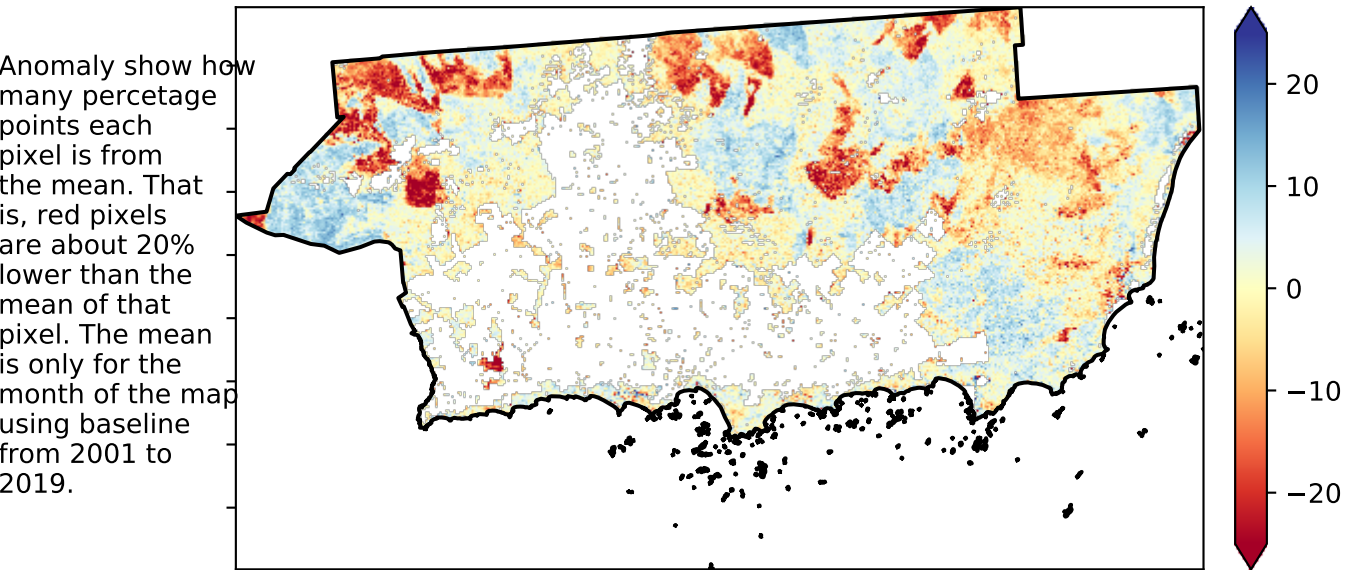 Anomaly show how
many percetage
points each
pixel is from
the mean. That
is, red pixels
are about 20%
lower than the
mean of that
pixel. The mean
is only for the
month of the map
using baseline
from 2001 to
2019.
20
10
0
−10
−20